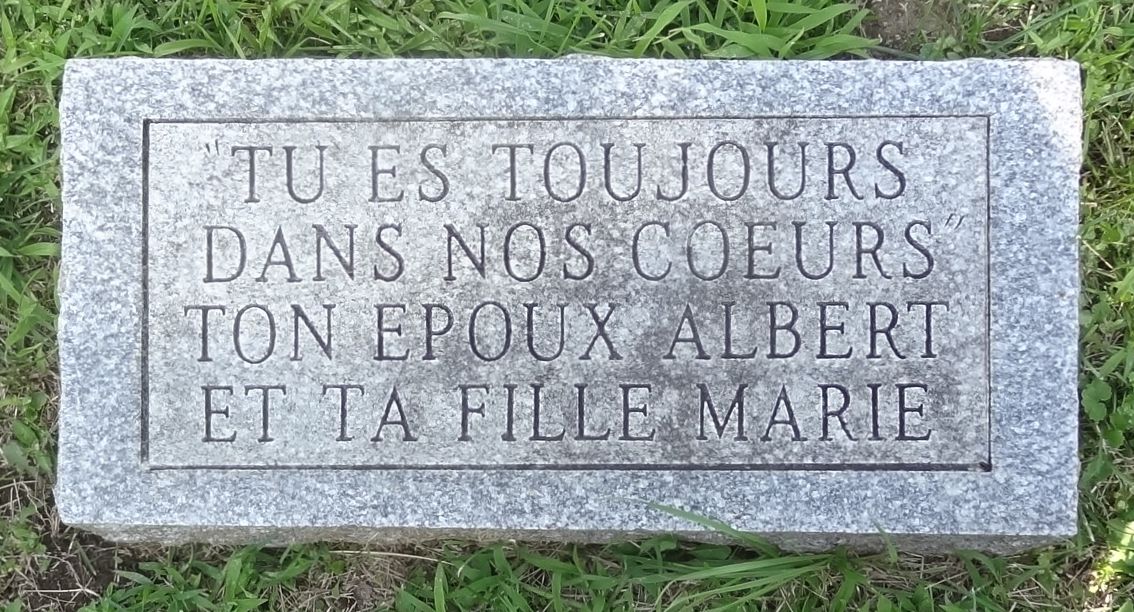 "TU ES TOUJOURS
DANS NOS COEURS"
TON EPOUX ALBERT
ET TA FILLE MARIE